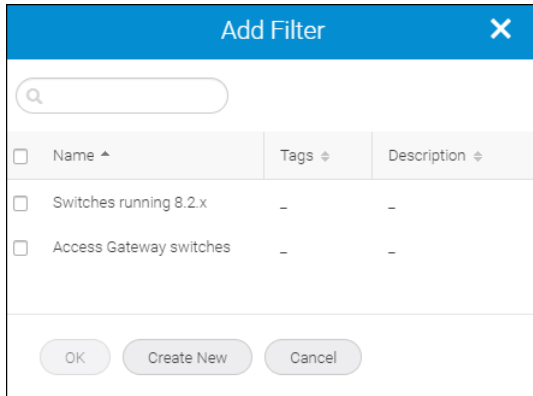 Add Filter
Name Tags Description
Switches running 8.2.x – –
Access Gateway switches – –
OK Create New Cancel